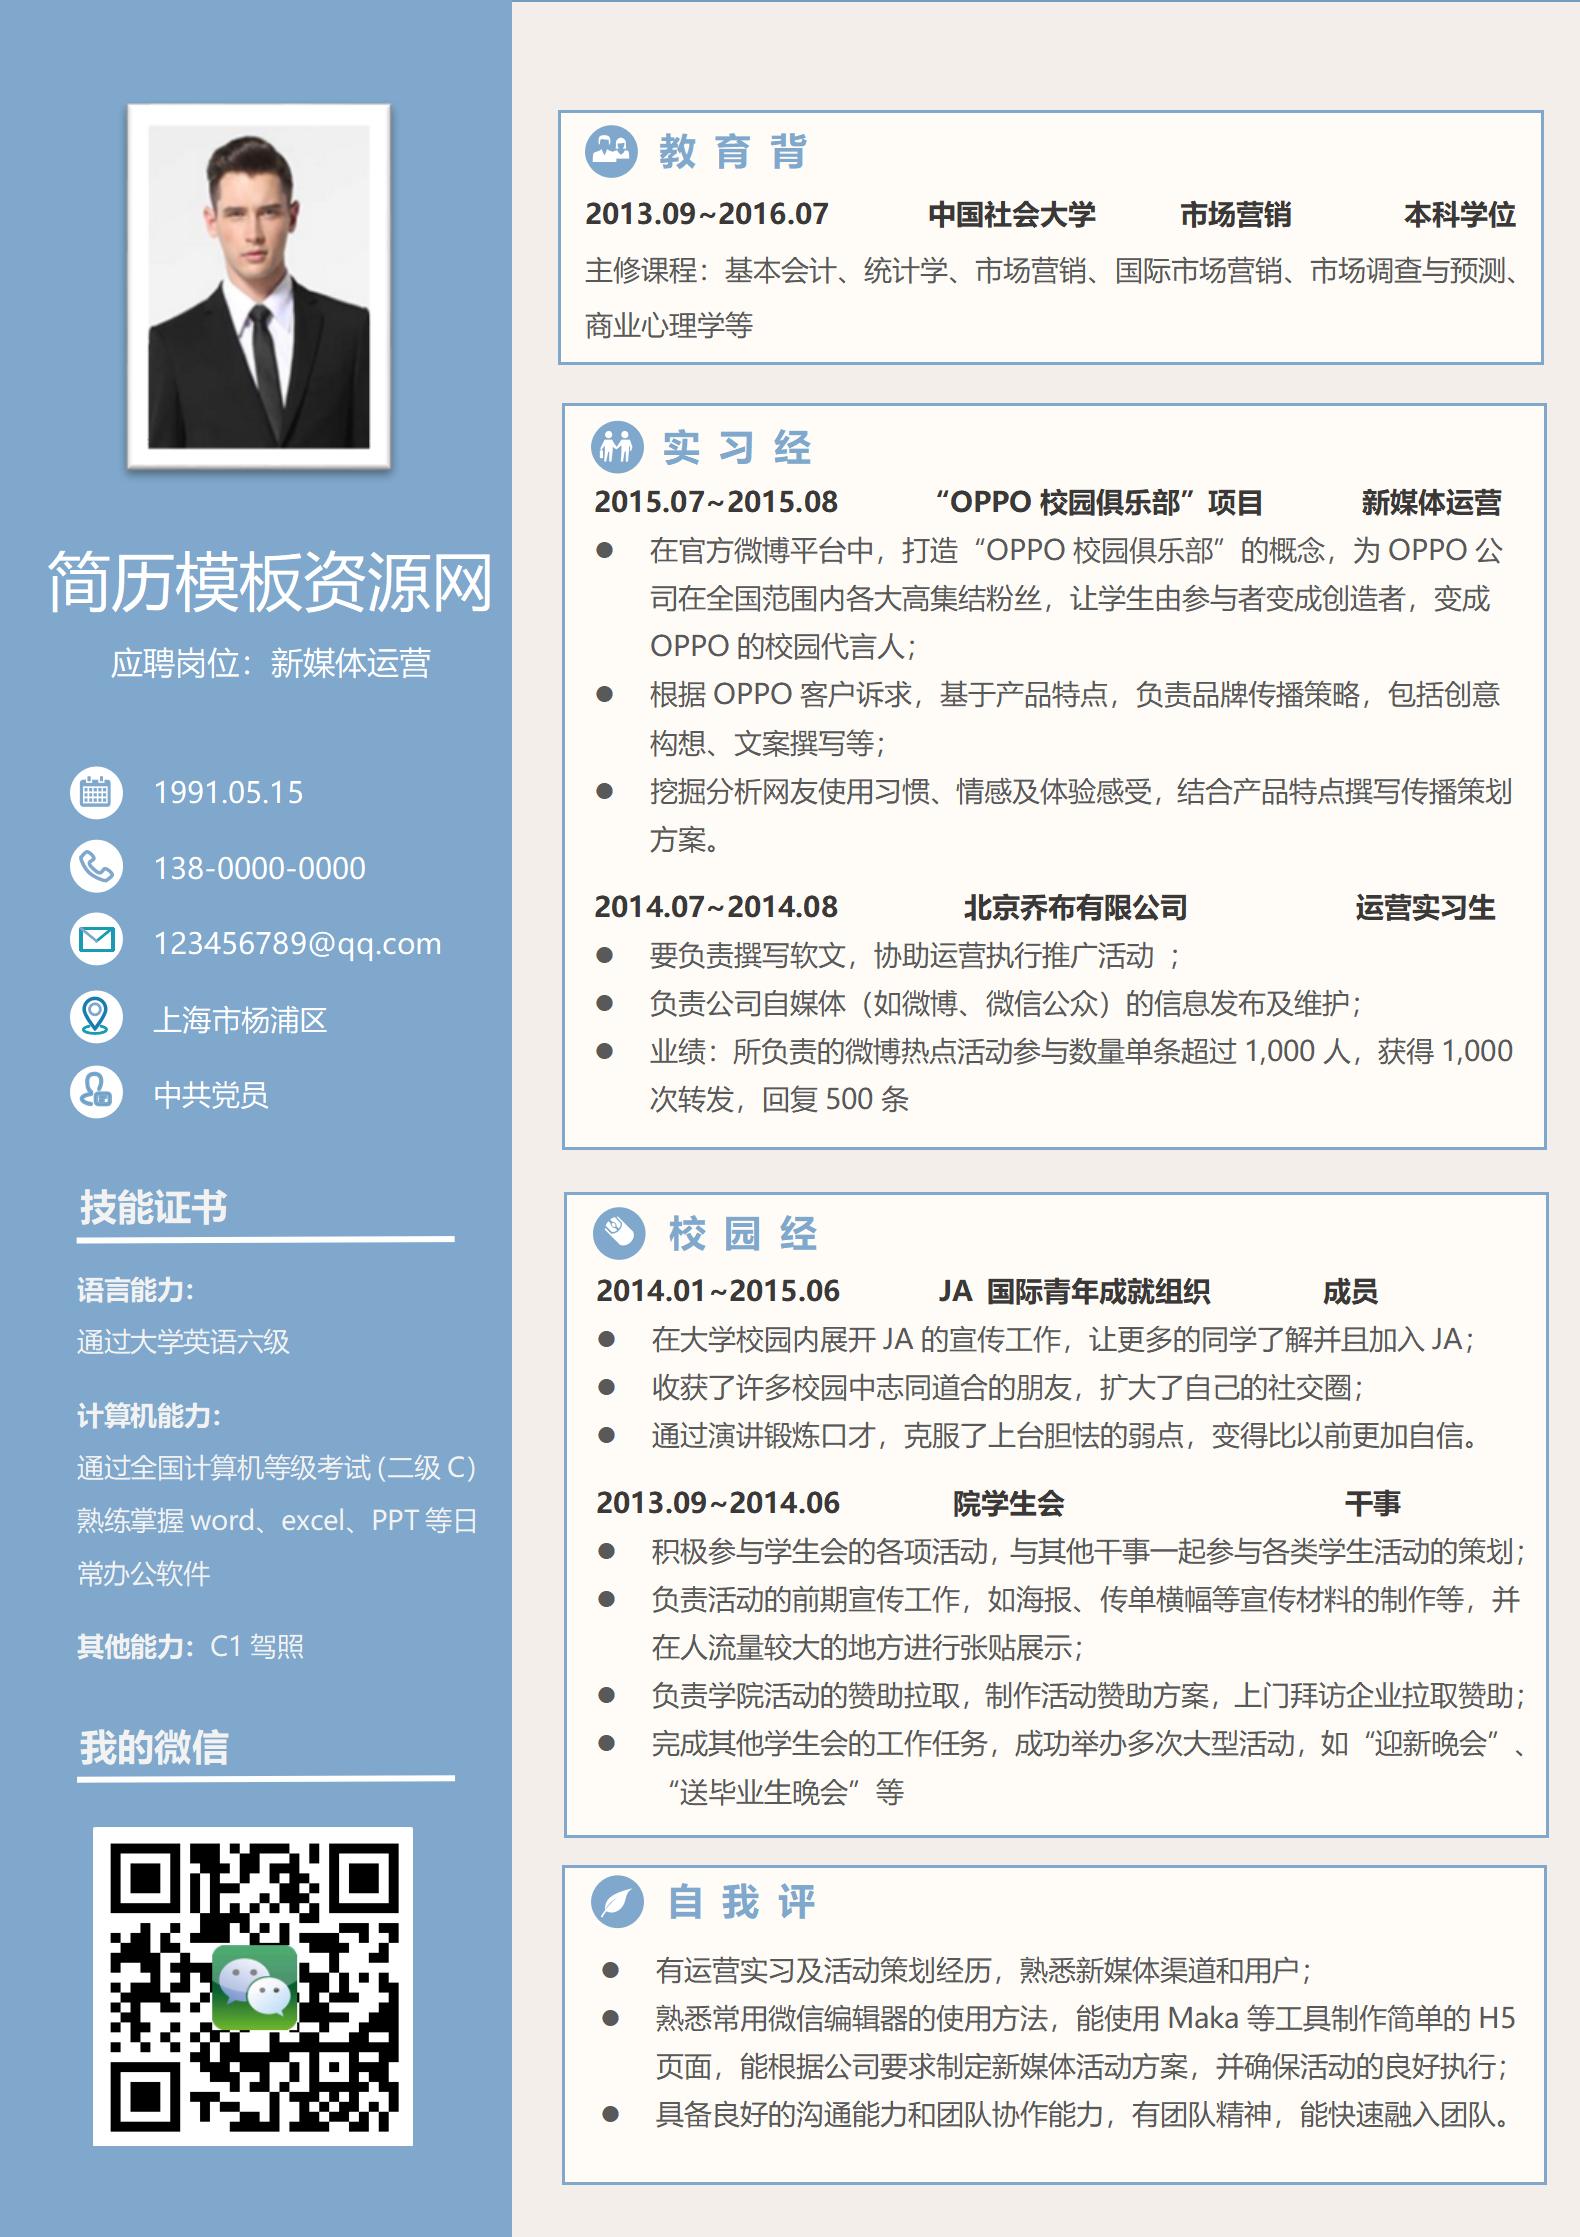 简历模板资源网
应聘岗位：新媒体运营
1991.05.15
138-0000-0000
123456789@qq.com
上海市杨浦区
中共党员
技能证书
语言能力：
通过大学英语六级
计算机能力：
通过全国计算机等级考试(二级 C)
熟练掌握 word、excel、PPT 等日
常办公软件
其他能力：C1 驾照
我的微信
教 育 背
2013.09~2016.07 中国社会大学 市场营销 本科学位
主修课程：基本会计、统计学、市场营销、国际市场营销、市场调查与预测、
商业心理学等
实 习 经
2015.07~2015.08 “OPPO 校园俱乐部”项目 新媒体运营
● 在官方微博平台中，打造“OPPO 校园俱乐部”的概念，为 OPPO 公
司在全国范围内各大高集结粉丝，让学生由参与者变成创造者，变成
OPPO 的校园代言人；
● 根据 OPPO 客户诉求，基于产品特点，负责品牌传播策略，包括创意
构想、文案撰写等；
● 挖掘分析网友使用习惯、情感及体验感受，结合产品特点撰写传播策划
方案。
2014.07~2014.08 北京乔布有限公司 运营实习生
● 要负责撰写软文，协助运营执行推广活动 ；
● 负责公司自媒体（如微博、微信公众）的信息发布及维护；
● 业绩：所负责的微博热点活动参与数量单条超过 1,000 人，获得 1,000
次转发，回复 500 条
校 园 经
2014.01~2015.06 JA 国际青年成就组织 成员
● 在大学校园内展开 JA 的宣传工作，让更多的同学了解并且加入 JA；
● 收获了许多校园中志同道合的朋友，扩大了自己的社交圈；
● 通过演讲锻炼口才，克服了上台胆怯的弱点，变得比以前更加自信。
2013.09~2014.06 院学生会 干事
● 积极参与学生会的各项活动，与其他干事一起参与各类学生活动的策划；
● 负责活动的前期宣传工作，如海报、传单横幅等宣传材料的制作等，并
在人流量较大的地方进行张贴展示；
● 负责学院活动的赞助拉取，制作活动赞助方案，上门拜访企业拉取赞助；
● 完成其他学生会的工作任务，成功举办多次大型活动，如“迎新晚会”、
“送毕业生晚会”等
自 我 评
● 有运营实习及活动策划经历，熟悉新媒体渠道和用户；
● 熟悉常用微信编辑器的使用方法，能使用 Maka 等工具制作简单的 H5
页面，能根据公司要求制定新媒体活动方案，并确保活动的良好执行；
● 具备良好的沟通能力和团队协作能力，有团队精神，能快速融入团队。